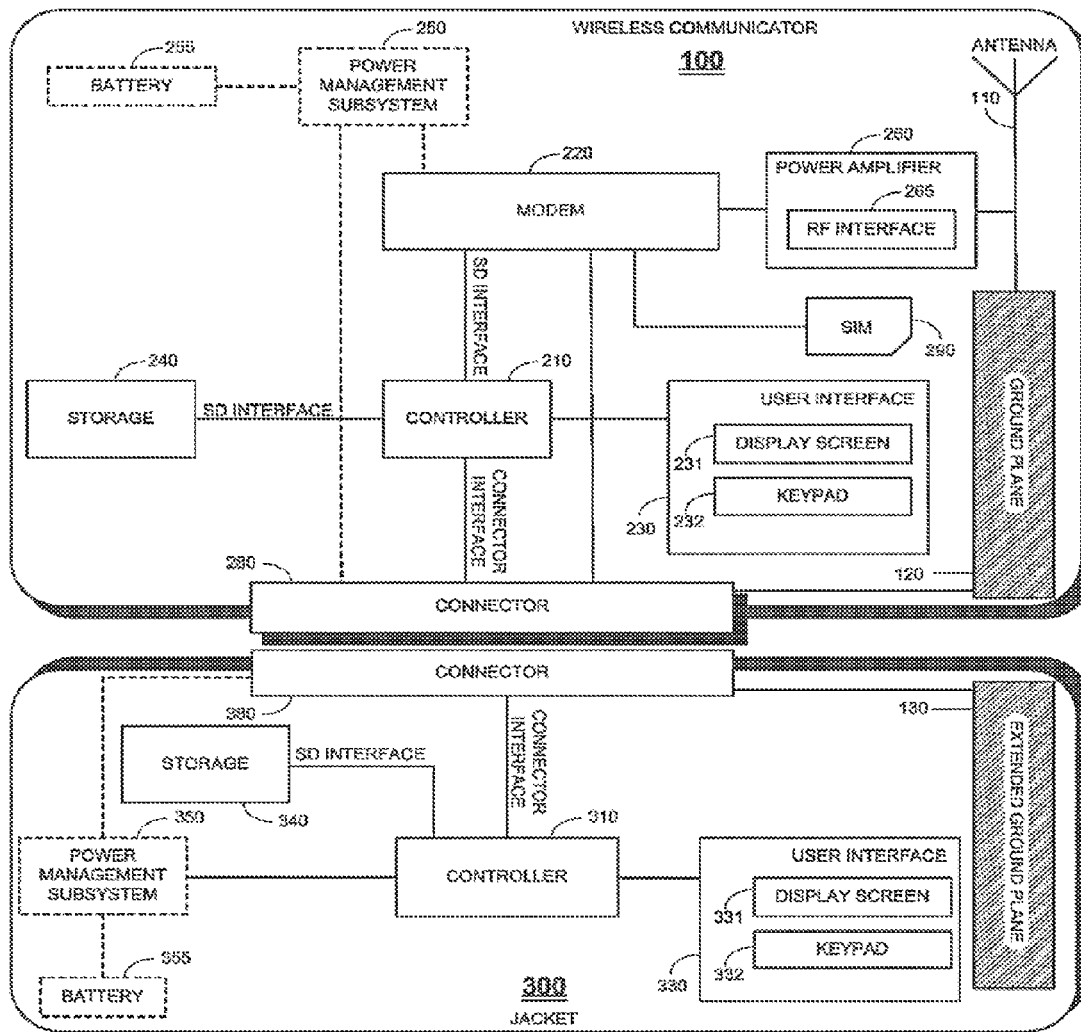 WIRELESS COMMUNICATOR
100
ANTENNA
110
255
BATTERY
250
POWER
MANAGEMENT
SUBSYSTEM
220
MODEM
260
POWER AMPLIFIER
265
RF INTERFACE
SD INTERFACE
SIM
290
240
STORAGE
SD INTERFACE
210
CONTROLLER
USER INTERFACE
231
DISPLAY SCREEN
232
KEYPAD
230
GROUND PLANE
CONNECTOR
INTERFACE
120
280
CONNECTOR
CONNECTOR
380
130
STORAGE
340
SD INTERFACE
CONNECTOR
INTERFACE
350
POWER
MANAGEMENT
SUBSYSTEM
310
CONTROLLER
USER INTERFACE
331
DISPLAY SCREEN
332
KEYPAD
330
EXTENDED GROUND PLANE
355
BATTERY
300
JACKET